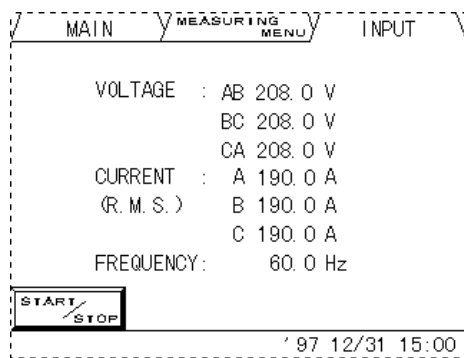 MAIN MEASURING MENU INPUT
VOLTAGE : AB 208.0 V
BC 208.0 V
CA 208.0 V
CURRENT : A 190.0 A
(R.M.S.) B 190.0 A
C 190.0 A
FREQUENCY: 60.0 Hz
START/STOP
'97 12/31 15:00